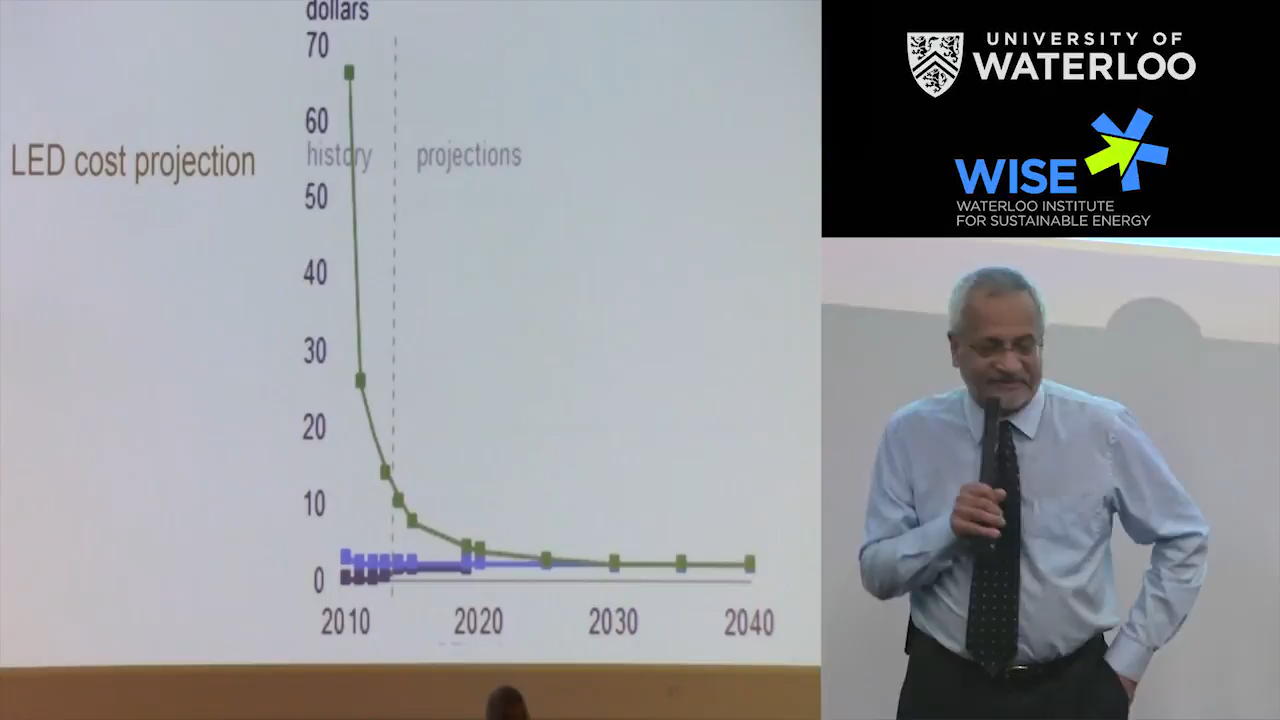 dollars
70
60
LED cost projection
history
projections
50
40
30
20
10
0
2010
2020
2030
2040
UNIVERSITY OF
WATERLOO
WISE
WATERLOO INSTITUTE
FOR SUSTAINABLE ENERGY